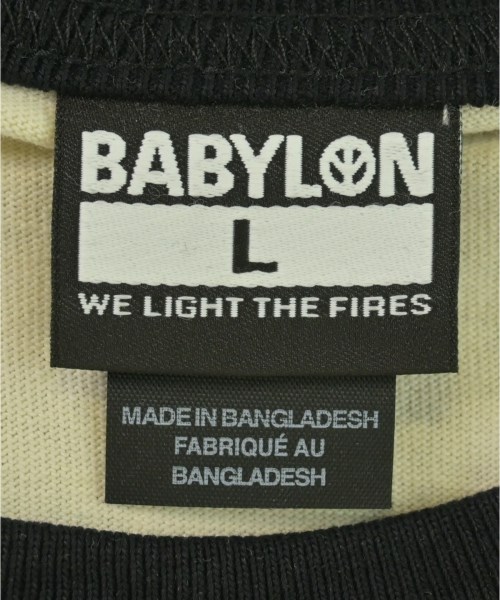 BABYLON
L
WE LIGHT THE FIRES
MADE IN BANGLADESH
FABRIQUÉ AU
BANGLADESH